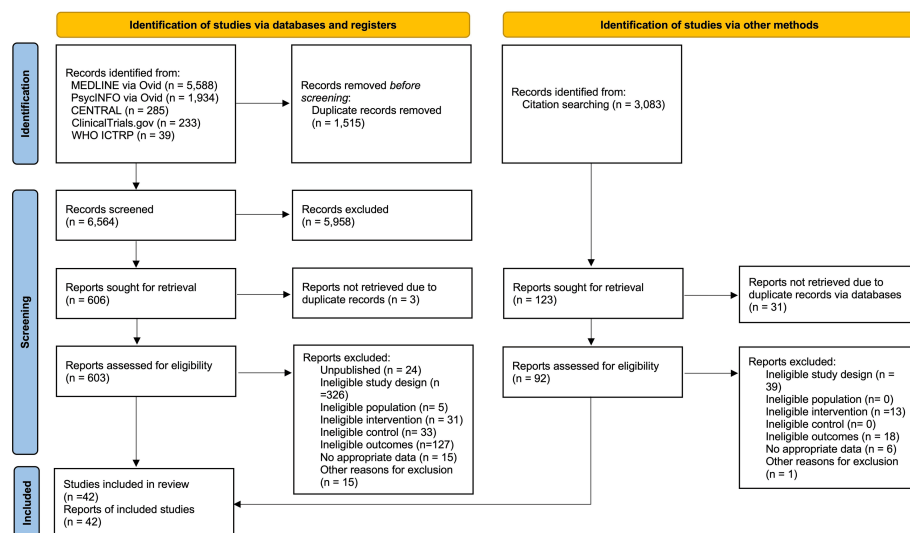 Identification of studies via databases and registers
Identification of studies via other methods
Identification
Records identified from:
MEDLINE via Ovid (n = 5,588)
PsycINFO via Ovid (n = 1,934)
CENTRAL (n = 285)
ClinicalTrials.gov (n = 233)
WHO ICTRP (n = 39)
Records removed before
screening:
Duplicate records removed
(n = 1,515)
Records identified from:
Citation searching (n = 3,083)
Screening
Records screened
(n = 6,564)
Records excluded
(n = 5,958)
Reports sought for retrieval
(n = 606)
Reports not retrieved due to
duplicate records (n = 3)
Reports sought for retrieval
(n = 123)
Reports not retrieved due to
duplicate records via databases
(n = 31)
Reports assessed for eligibility
(n = 603)
Reports excluded:
Unpublished (n = 24)
Ineligible study design (n
=326)
Ineligible population (n= 5)
Ineligible intervention (n = 31)
Ineligible control (n= 33)
Ineligible outcomes (n=127)
No appropriate data (n = 15)
Other reasons for exclusion
(n = 15)
Reports assessed for eligibility
(n = 92)
Reports excluded:
Ineligible study design (n =
39)
Ineligible population (n= 0)
Ineligible intervention (n =13)
Ineligible control (n= 0)
Ineligible outcomes (n = 18)
No appropriate data (n = 6)
Other reasons for exclusion
(n = 1)
Included
Studies included in review
(n =42)
Reports of included studies
(n = 42)